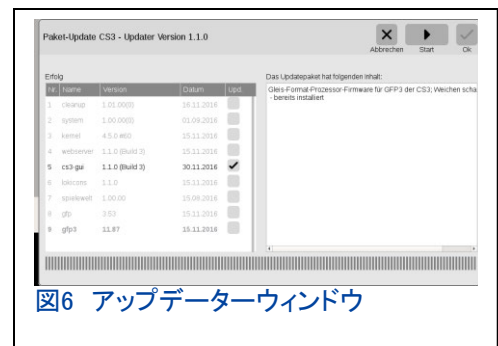 Paket-Update CS3 - Updater Version 1.1.0
Abbrechen Start Ok
Erfolg
Nr. Name Version Datum Upd
1 cleanup 1.01.00(0) 16.11.2016
2 system 1.00.00(0) 01.09.2016
3 kernel 4.5.0 #60 15.11.2016
4 webserver 1.1.0 (Build 3) 15.11.2016
5 cs3-gui 1.1.0 (Build 3) 30.11.2016
6 lokicons 1.1.0 15.11.2016
7 spielewelt 1.00.00 15.09.2016
8 gfp 3.53 15.11.2016
9 gfp3 11.87 15.11.2016
Das Updatepaket hat folgenden Inhalt:
Gleis-Format-Prozessor-Firmware für GFP3 der CS3; Weichen scha
- bereits installiert
図6 アップデーターウィンドウ